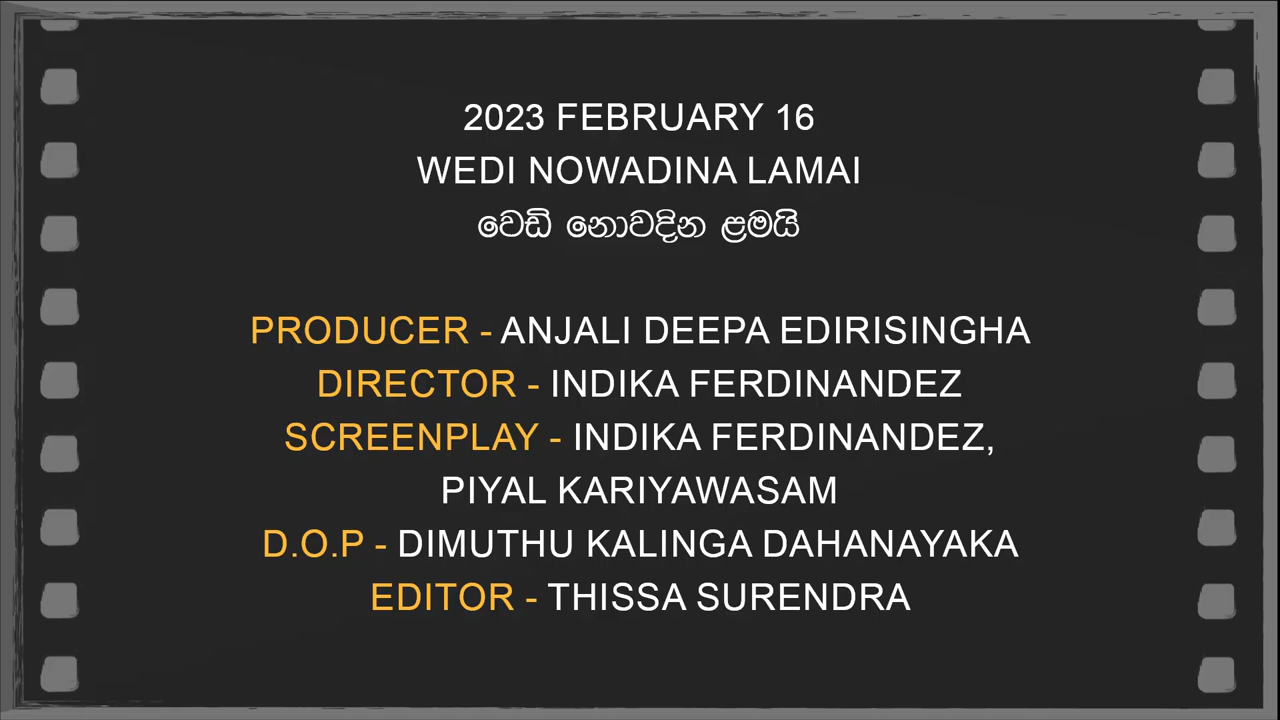 2023 FEBRUARY 16
WEDI NOWADINA LAMAI
වෙඩි නොවදින ළමයි
PRODUCER - ANJALI DEEPA EDIRISINGHA
DIRECTOR - INDIKA FERDINANDEZ
SCREENPLAY - INDIKA FERDINANDEZ,
PIYAL KARIYAWASAM
D.O.P - DIMUTHU KALINGA DAHANAYAKA
EDITOR - THISSA SURENDRA